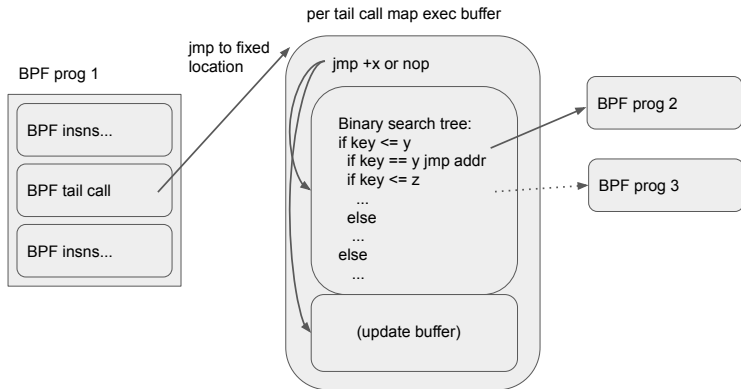 per tail call map exec buffer
jmp to fixed
location
BPF prog 1
BPF insns...
BPF tail call
BPF insns...
jmp +x or nop
Binary search tree:
if key <= y
if key == y jmp addr
if key <= z
...
else
...
else
...
(update buffer)
BPF prog 2
BPF prog 3